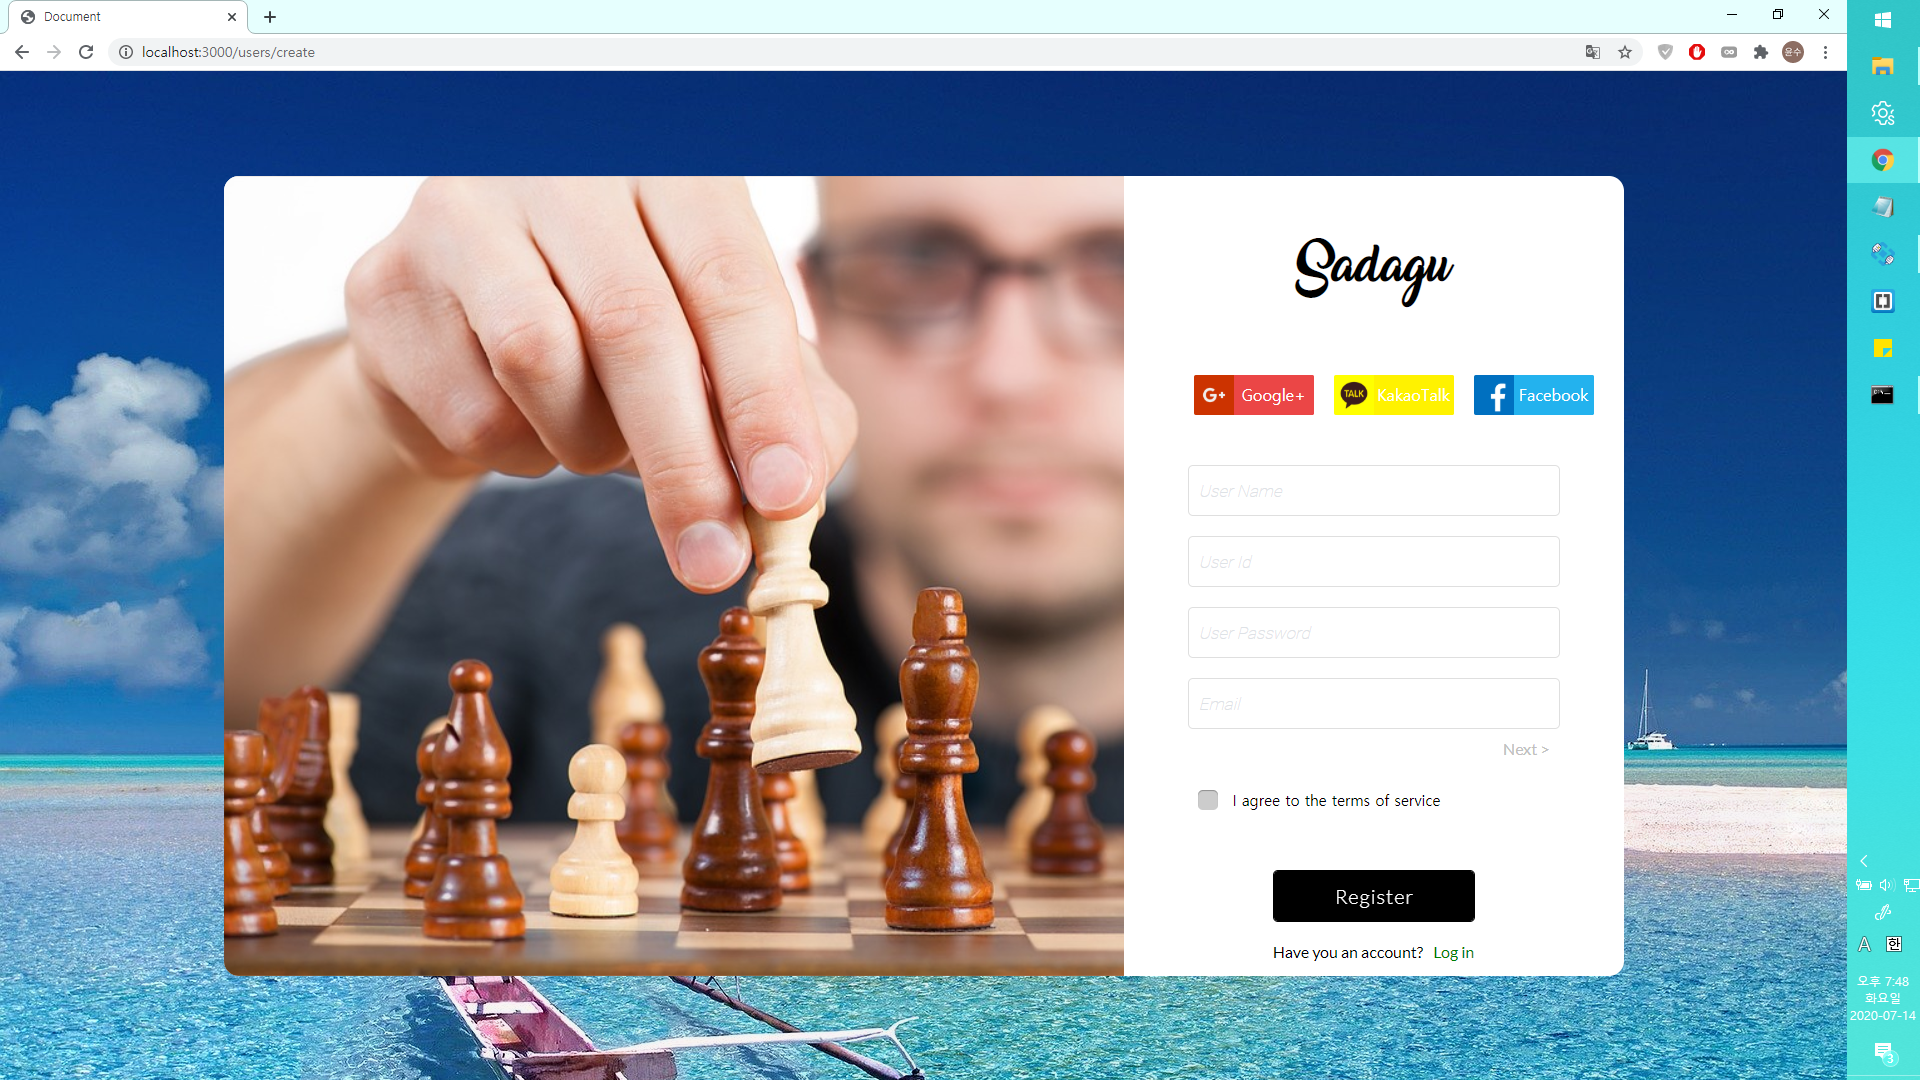 Document
localhost:3000/users/create
윤수
Sadagu
G+ Google+
TALK KakaoTalk
f Facebook
User Name
User Id
User Password
Email
Next >
I agree to the terms of service
Register
Have you an account? Log in
A 한
오후 7:48
화요일
2020-07-14
3